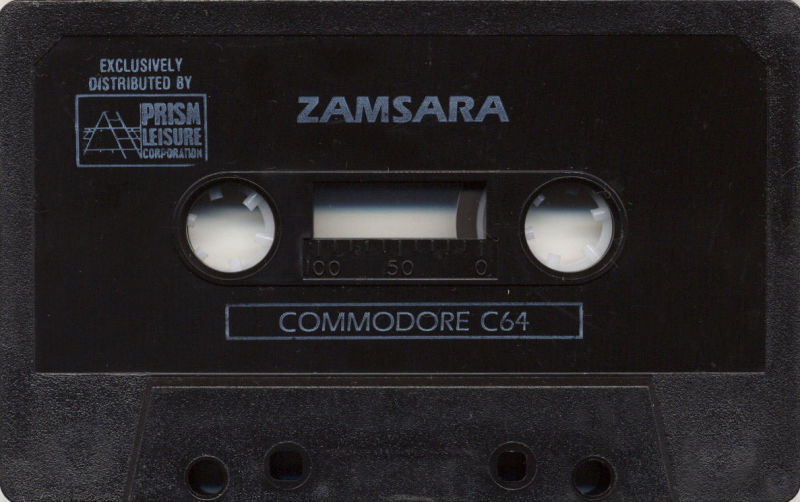 EXCLUSIVELY
DISTRIBUTED BY
PRISM
LEISURE
CORPORATION
ZAMSARA
100 50 0
COMMODORE C64